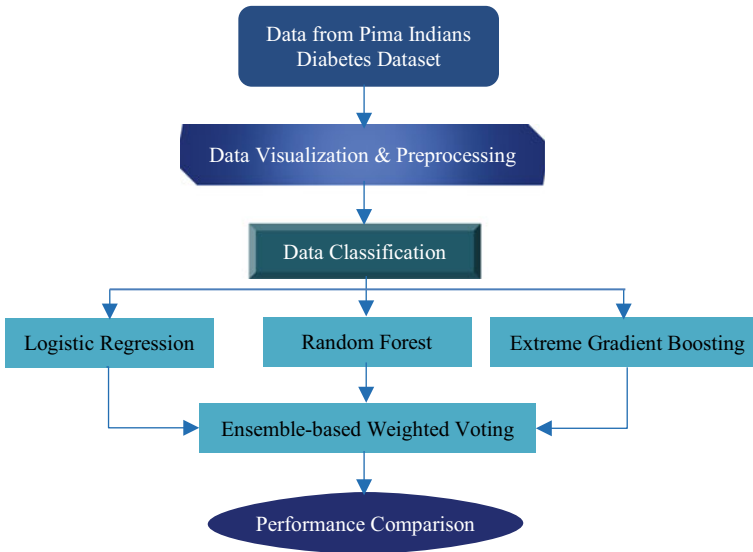 Data from Pima Indians
Diabetes Dataset
Data Visualization & Preprocessing
Data Classification
Logistic Regression
Random Forest
Extreme Gradient Boosting
Ensemble-based Weighted Voting
Performance Comparison